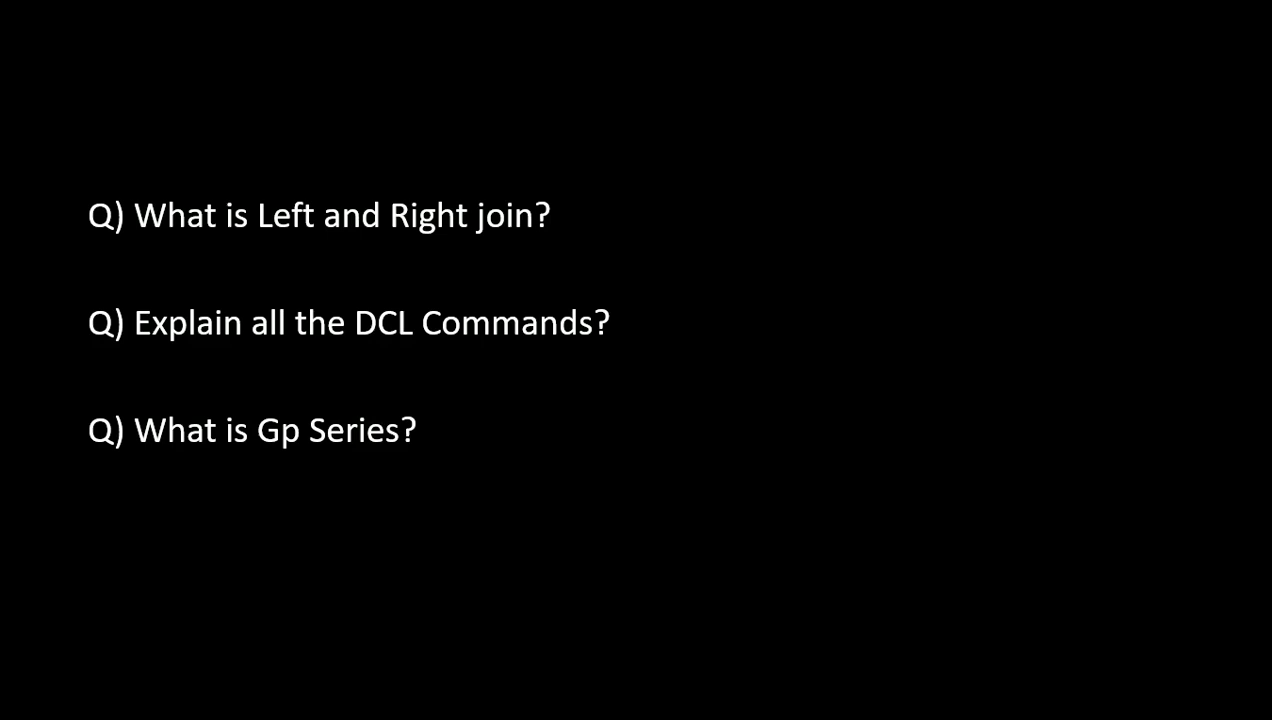 Q) What is Left and Right join?
Q) Explain all the DCL Commands?
Q) What is Gp Series?